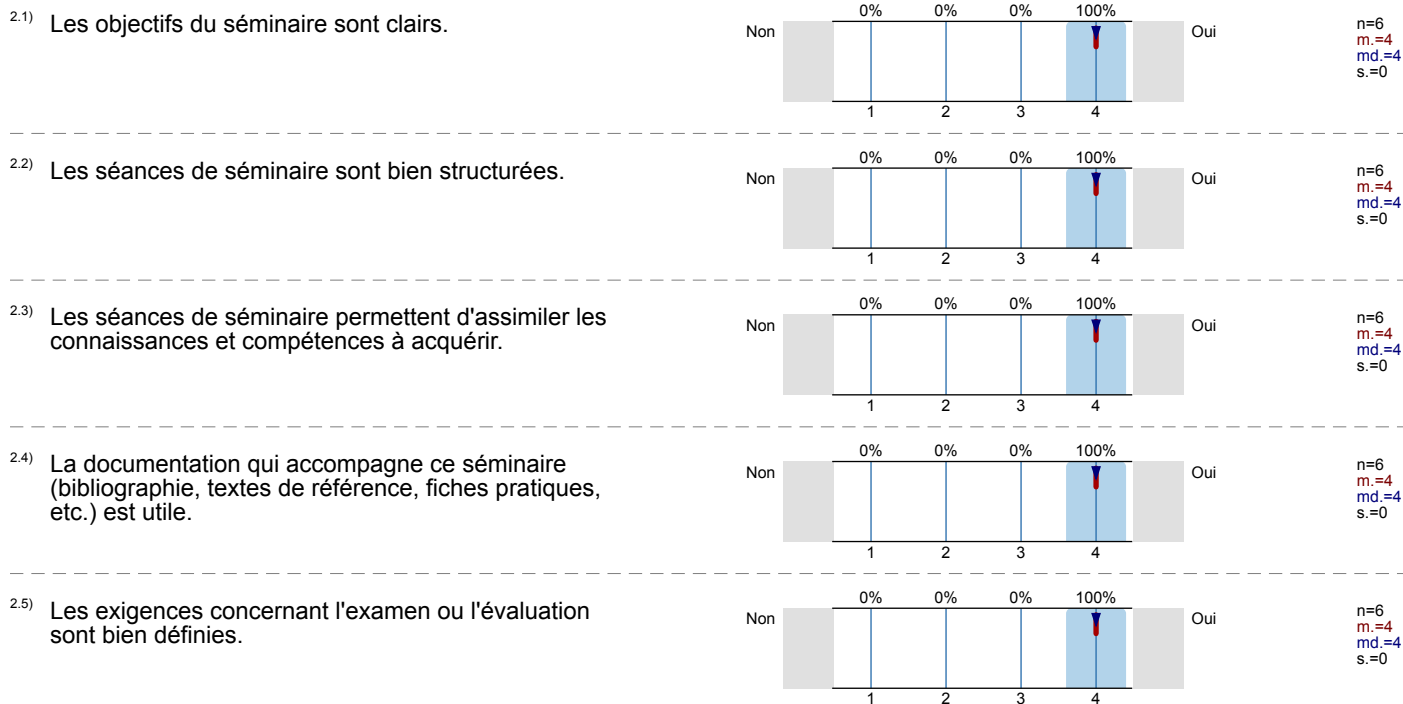 2.1) Les objectifs du séminaire sont clairs.
0% 0% 0% 100%
Non Oui
1 2 3 4
n=6
m.=4
md.=4
s.=0
2.2) Les séances de séminaire sont bien structurées.
0% 0% 0% 100%
Non Oui
1 2 3 4
n=6
m.=4
md.=4
s.=0
2.3) Les séances de séminaire permettent d'assimiler les
connaissances et compétences à acquérir.
0% 0% 0% 100%
Non Oui
1 2 3 4
n=6
m.=4
md.=4
s.=0
2.4) La documentation qui accompagne ce séminaire
(bibliographie, textes de référence, fiches pratiques,
etc.) est utile.
0% 0% 0% 100%
Non Oui
1 2 3 4
n=6
m.=4
md.=4
s.=0
2.5) Les exigences concernant l'examen ou l'évaluation
sont bien définies.
0% 0% 0% 100%
Non Oui
1 2 3 4
n=6
m.=4
md.=4
s.=0